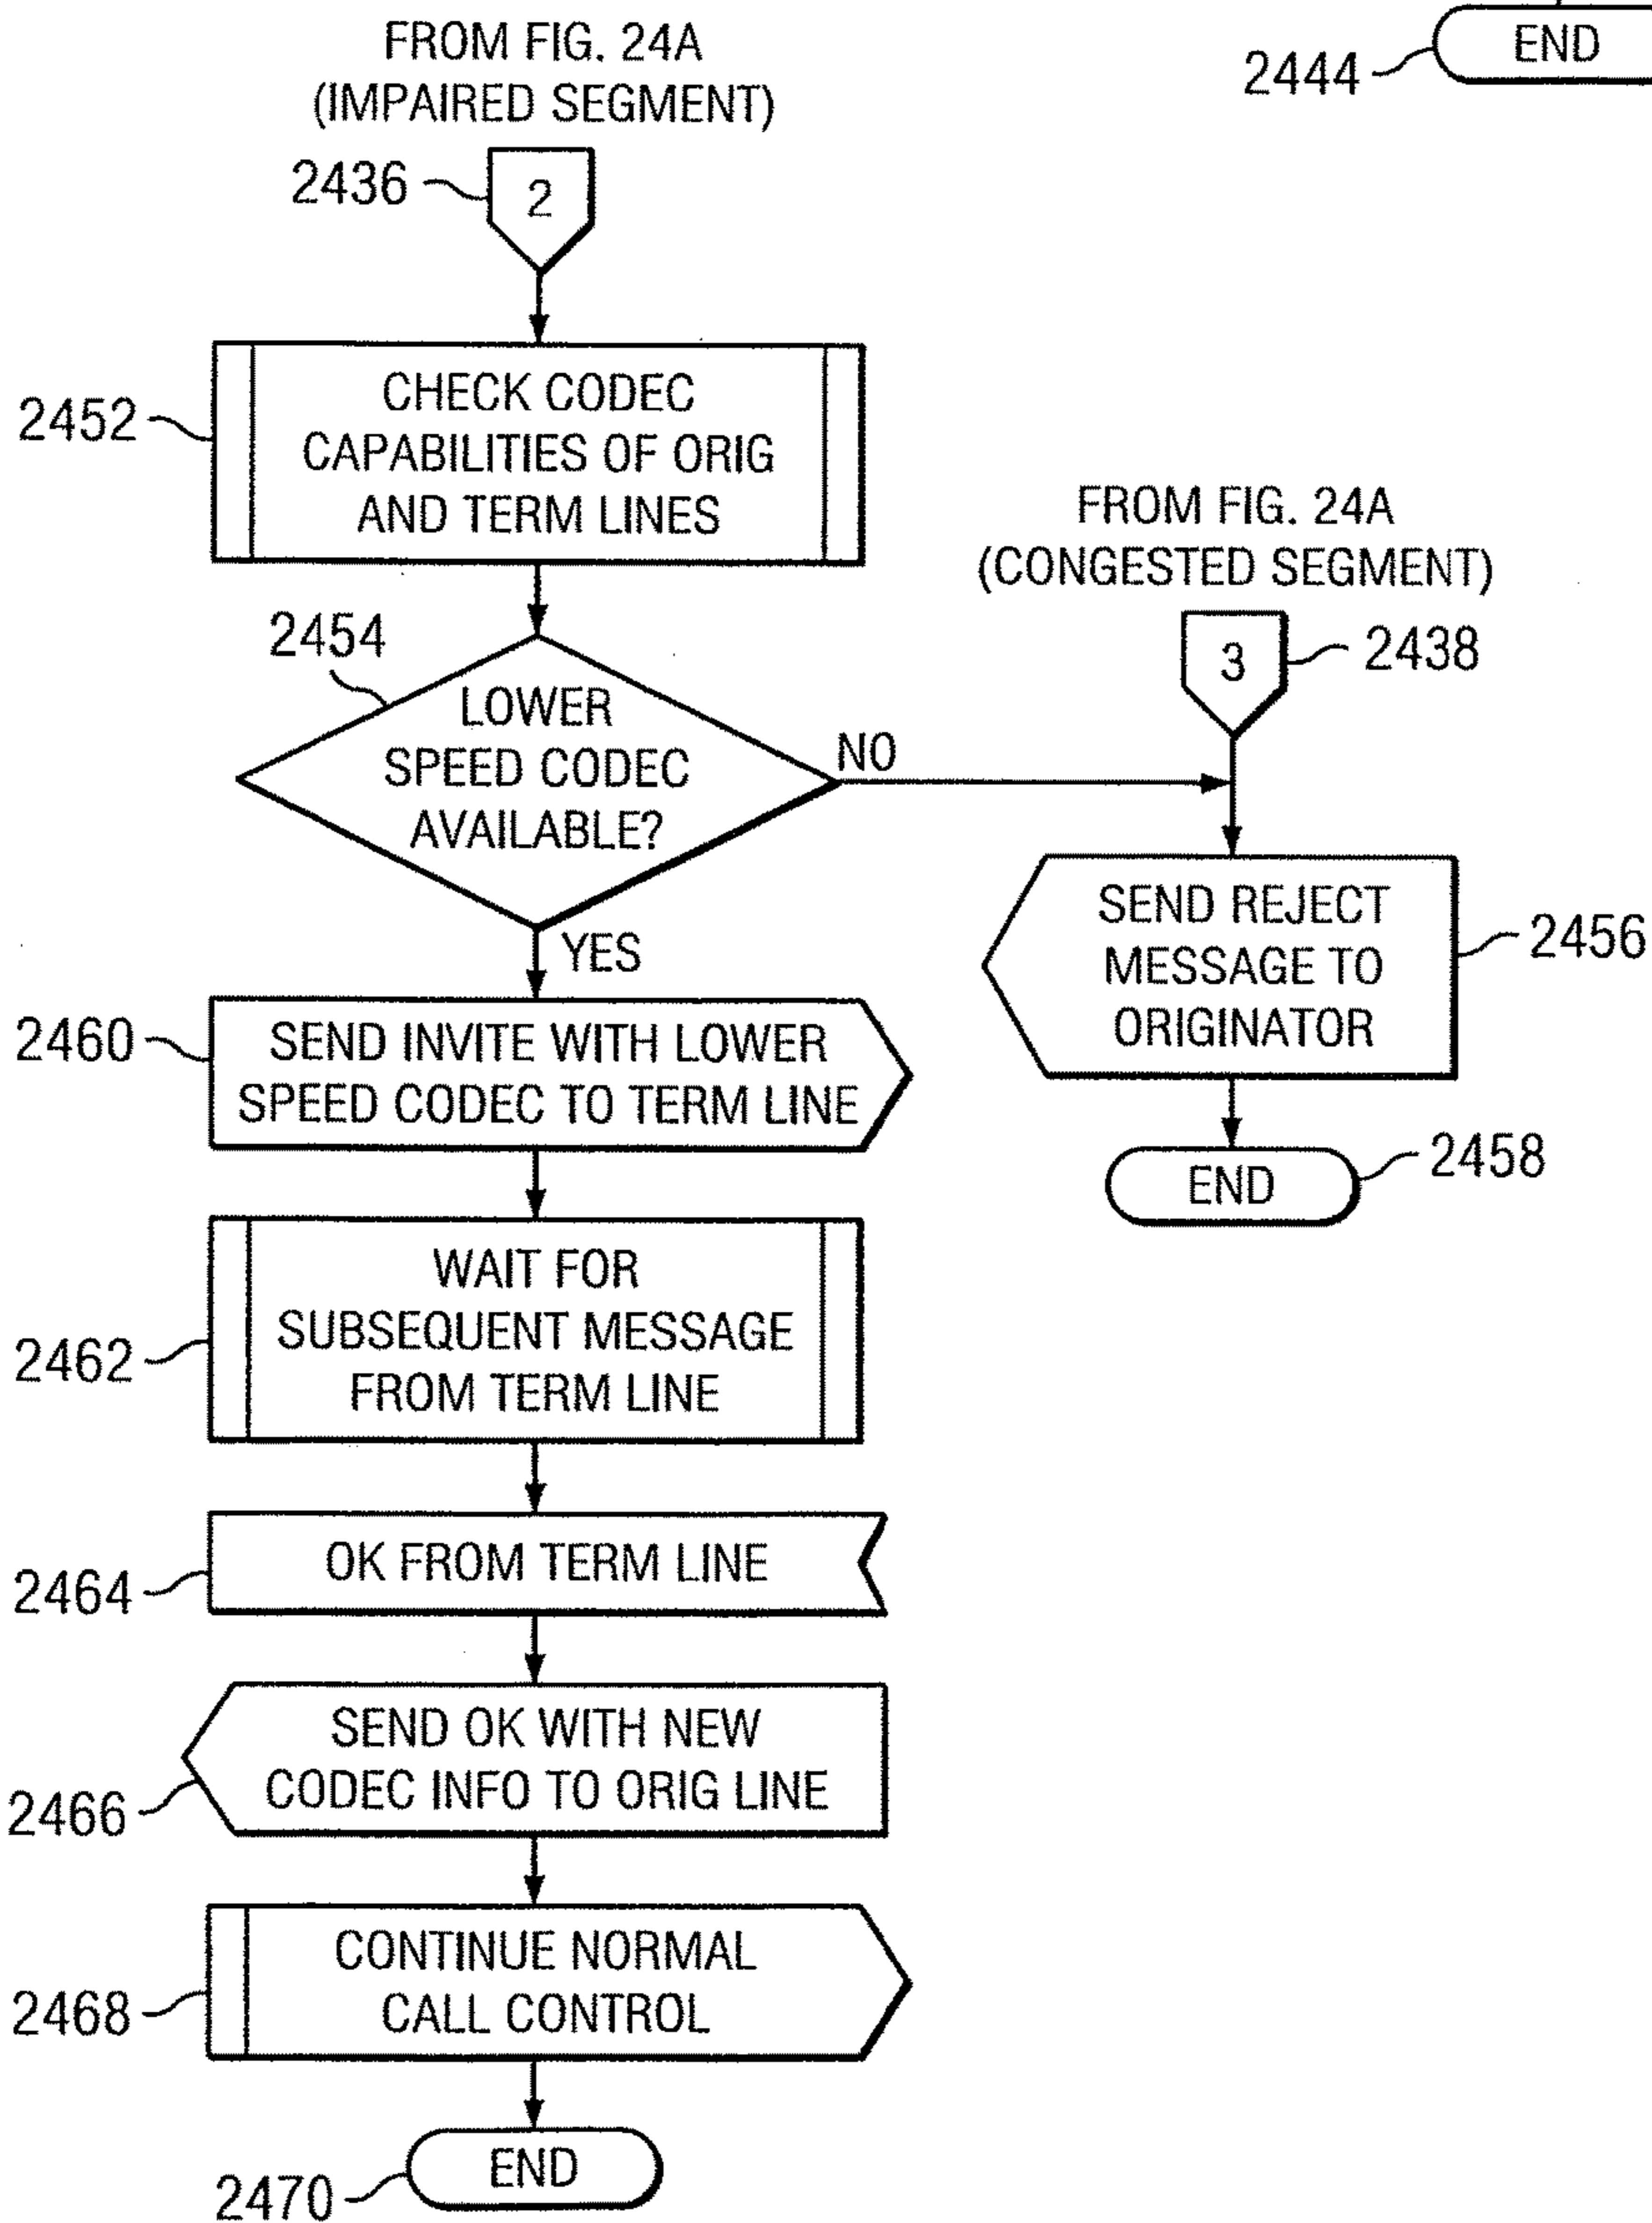 END
2444
FROM FIG. 24A
(IMPAIRED SEGMENT)
2436
2
2452
CHECK CODEC
CAPABILITIES OF ORIG
AND TERM LINES
FROM FIG. 24A
(CONGESTED SEGMENT)
3
2438
2454
LOWER
SPEED CODEC
AVAILABLE?
NO
YES
SEND REJECT
MESSAGE TO
ORIGINATOR
2456
END
2458
2460
SEND INVITE WITH LOWER
SPEED CODEC TO TERM LINE
2462
WAIT FOR
SUBSEQUENT MESSAGE
FROM TERM LINE
2464
OK FROM TERM LINE
2466
SEND OK WITH NEW
CODEC INFO TO ORIG LINE
2468
CONTINUE NORMAL
CALL CONTROL
END
2470